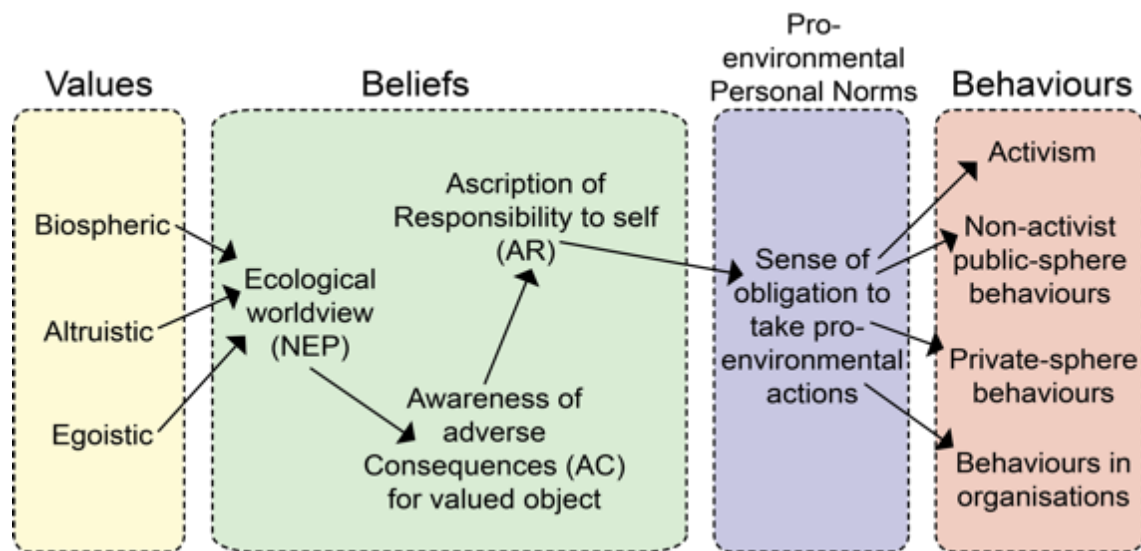 Values
Beliefs
Pro-
environmental
Personal Norms
Behaviours
Biospheric
Altruistic
Egoistic
Ecological
worldview
(NEP)
Ascription of
Responsibility to self
(AR)
Awareness of
adverse
Consequences (AC)
for valued object
Sense of
obligation to
take pro-
environmental
actions
Activism
Non-activist
public-sphere
behaviours
Private-sphere
behaviours
Behaviours in
organisations